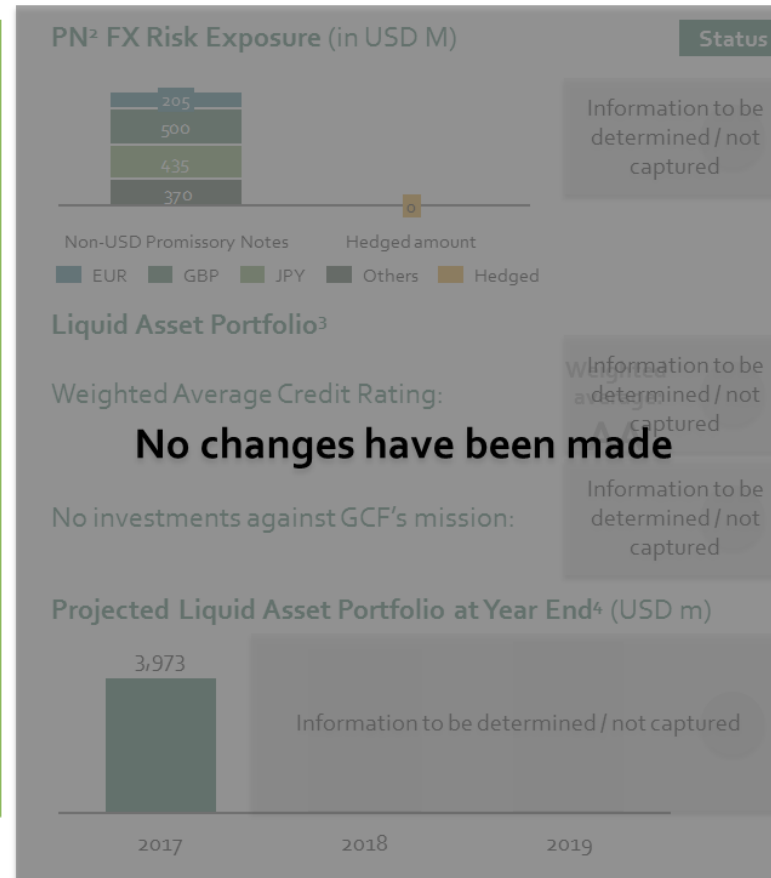 PN² FX Risk Exposure (in USD M)
Status
205
500
435
370
0
Information to be
determined / not
captured
Non-USD Promissory Notes
Hedged amount
EUR
GBP
JPY
Others
Hedged
Liquid Asset Portfolio³
Weighted Average Credit Rating:
Weighted
average:
Information to be
determined / not
captured
No changes have been made
No investments against GCF's mission:
Information to be
determined / not
captured
Projected Liquid Asset Portfolio at Year End⁴ (USD m)
3,973
Information to be determined / not captured
2017
2018
2019